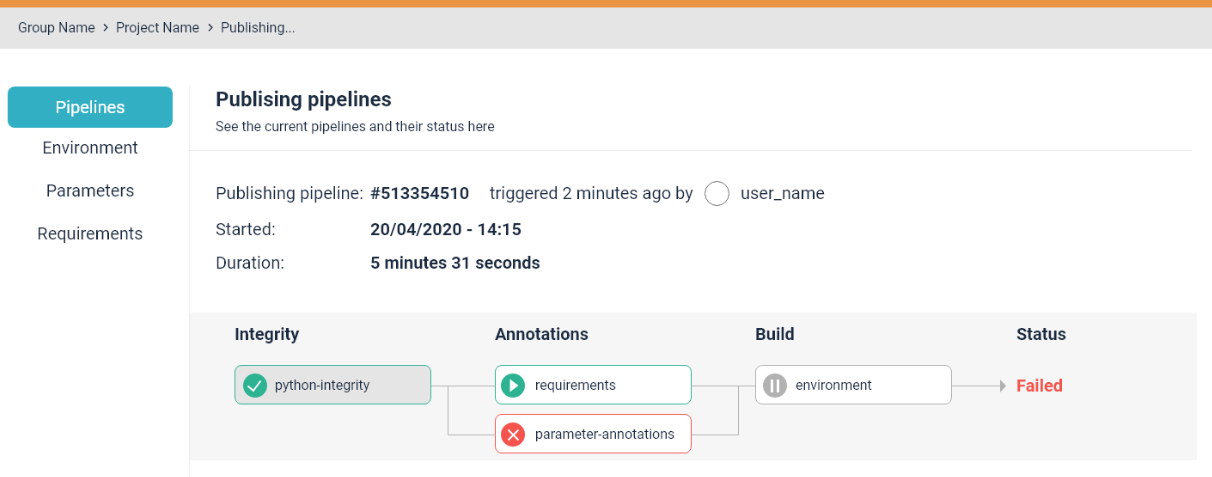 Group Name > Project Name > Publishing...
Pipelines
Environment
Parameters
Requirements
Publising pipelines
See the current pipelines and their status here
Publishing pipeline: #513354510 triggered 2 minutes ago by user_name
Started: 20/04/2020 - 14:15
Duration: 5 minutes 31 seconds
Integrity Annotations Build Status
python-integrity requirements environment Failed
parameter-annotations